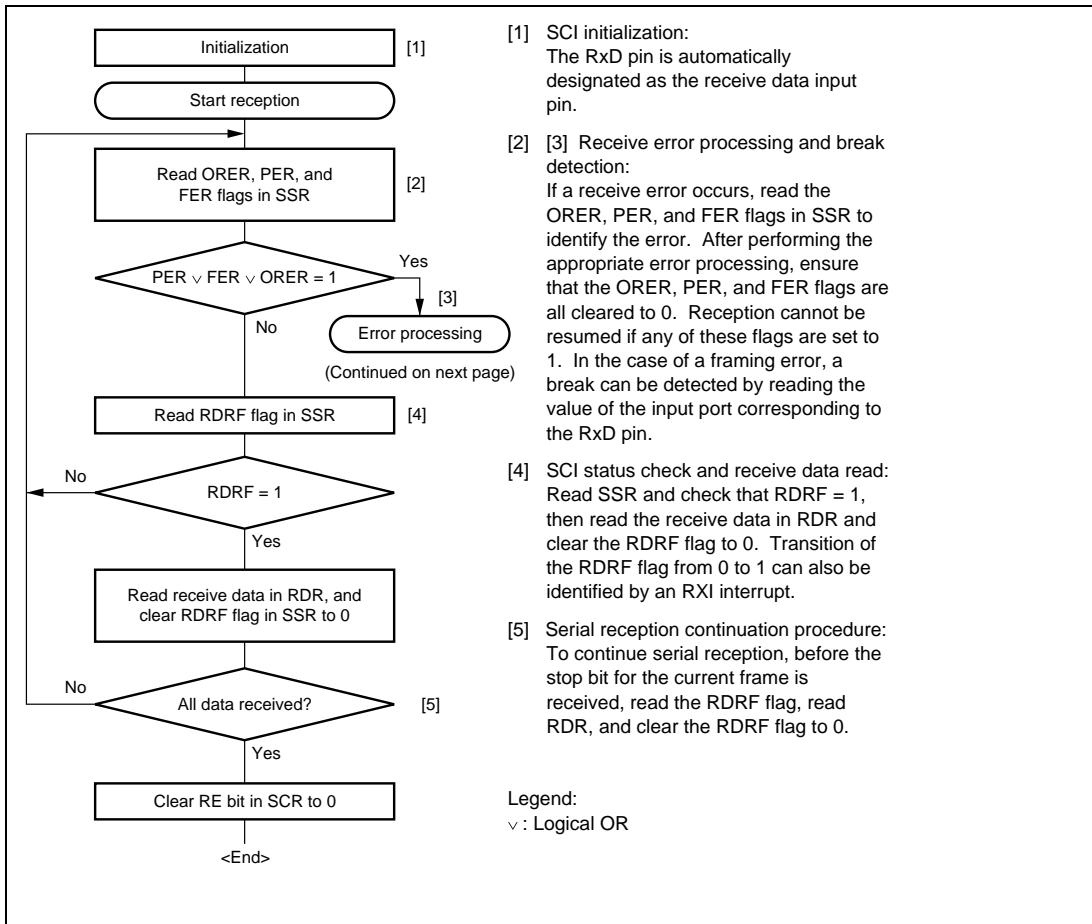 Initialization
[1]
Start reception
Read ORER, PER, and
FER flags in SSR
[2]
PER ∨ FER ∨ ORER = 1
Yes
[3]
No
Error processing
(Continued on next page)
Read RDRF flag in SSR
[4]
No
RDRF = 1
Yes
Read receive data in RDR, and
clear RDRF flag in SSR to 0
No
All data received?
[5]
Yes
Clear RE bit in SCR to 0
<End>
[1] SCI initialization:
The RxD pin is automatically
designated as the receive data input
pin.
[2] [3] Receive error processing and break
detection:
If a receive error occurs, read the
ORER, PER, and FER flags in SSR to
identify the error. After performing the
appropriate error processing, ensure
that the ORER, PER, and FER flags are
all cleared to 0. Reception cannot be
resumed if any of these flags are set to
1. In the case of a framing error, a
break can be detected by reading the
value of the input port corresponding to
the RxD pin.
[4] SCI status check and receive data read:
Read SSR and check that RDRF = 1,
then read the receive data in RDR and
clear the RDRF flag to 0. Transition of
the RDRF flag from 0 to 1 can also be
identified by an RXI interrupt.
[5] Serial reception continuation procedure:
To continue serial reception, before the
stop bit for the current frame is
received, read the RDRF flag, read
RDR, and clear the RDRF flag to 0.
Legend:
∨ : Logical OR